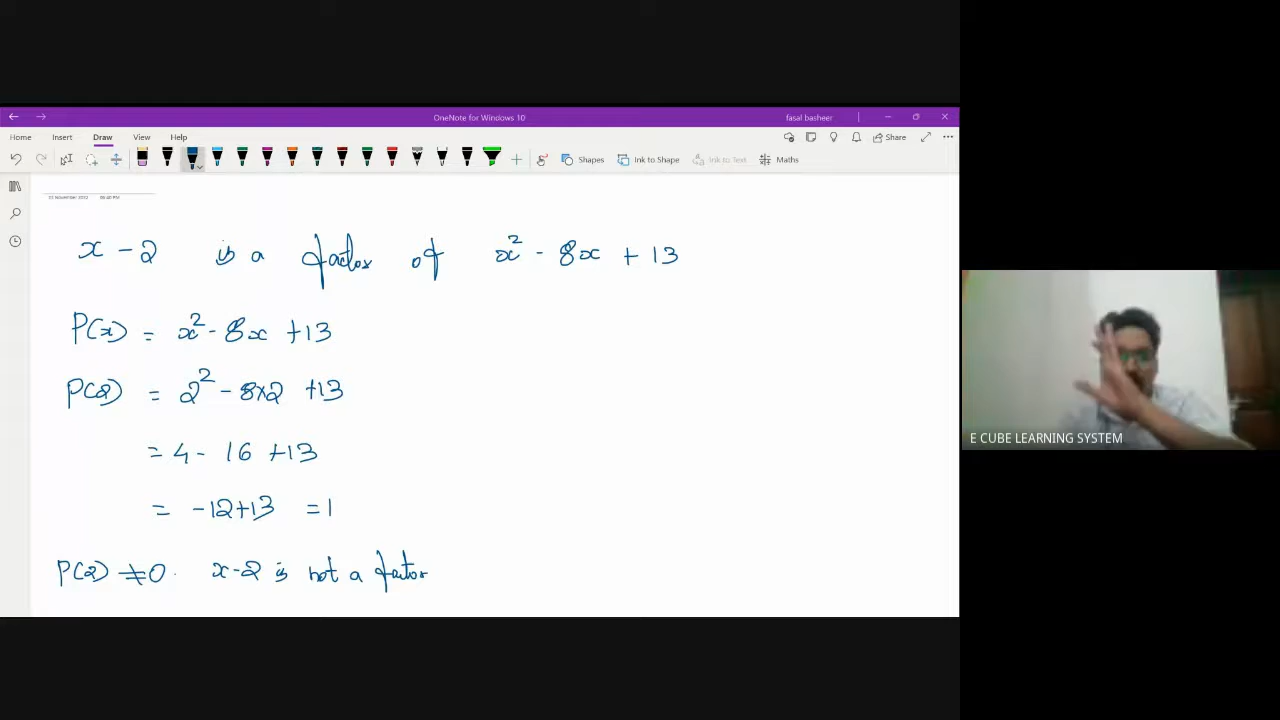 OneNote for Windows 10
fasal basheer
Home Insert Draw View Help
Share
Shapes Ink to Shape Ink to Text Maths
x - 2 is a factor of x² - 8x + 13
P(x) = x² - 8x + 13
P(2) = 2² - 8×2 + 13
= 4 - 16 + 13
= -12+13 = 1
P(2) ≠ 0. x-2 is not a factor
E CUBE LEARNING SYSTEM